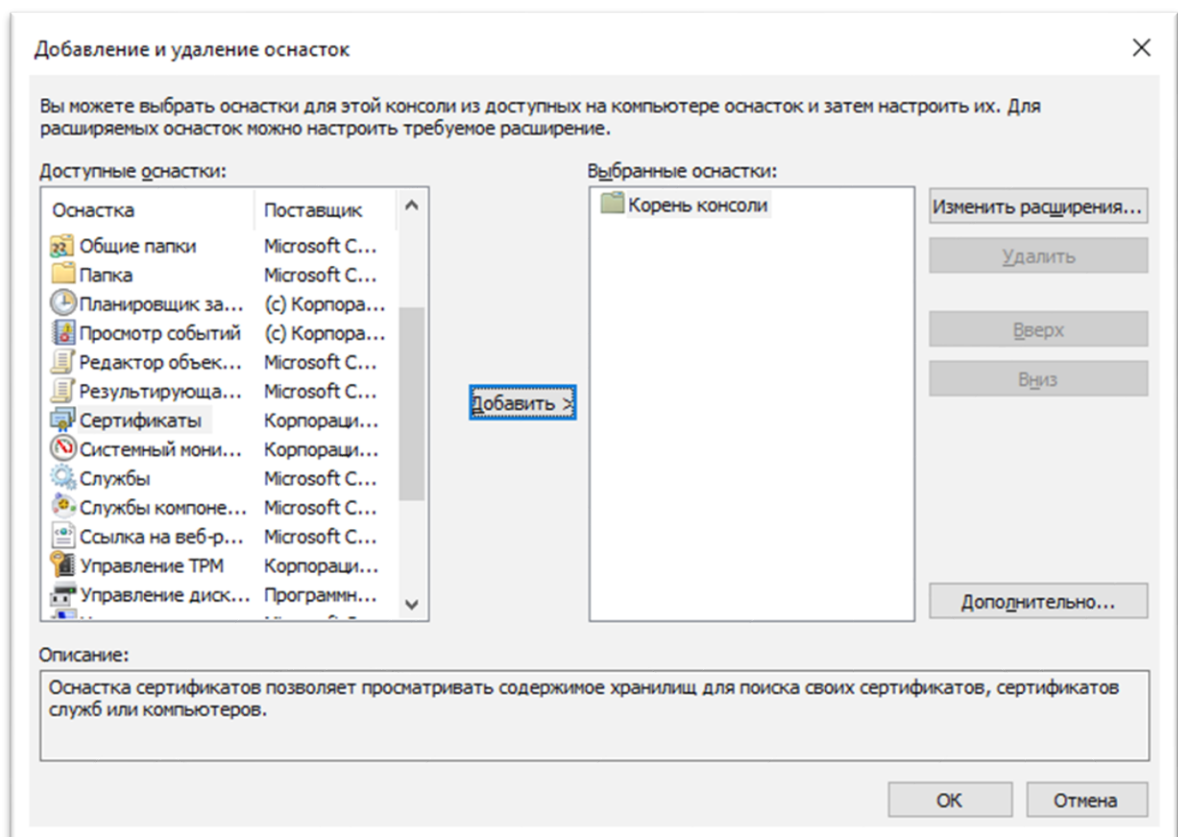 Добавление и удаление оснасток
Вы можете выбрать оснастки для этой консоли из доступных на компьютере оснасток и затем настроить их. Для
расширяемых оснасток можно настроить требуемое расширение.
Доступные оснастки:
Оснастка Поставщик
Общие папки Microsoft C...
Папка Microsoft C...
Планировщик за... (с) Корпора...
Просмотр событий (с) Корпора...
Редактор объек... Microsoft C...
Результирующа... Microsoft C...
Сертификаты Корпораци...
Системный мони... Корпораци...
Службы Microsoft C...
Службы компоне... Microsoft C...
Ссылка на веб-р... Microsoft C...
Управление TPM Корпораци...
Управление диск... Программн...
Добавить >
Выбранные оснастки:
Корень консоли
Изменить расширения...
Удалить
Вверх
Вниз
Дополнительно...
Описание:
Оснастка сертификатов позволяет просматривать содержимое хранилищ для поиска своих сертификатов, сертификатов
служб или компьютеров.
ОК
Отмена